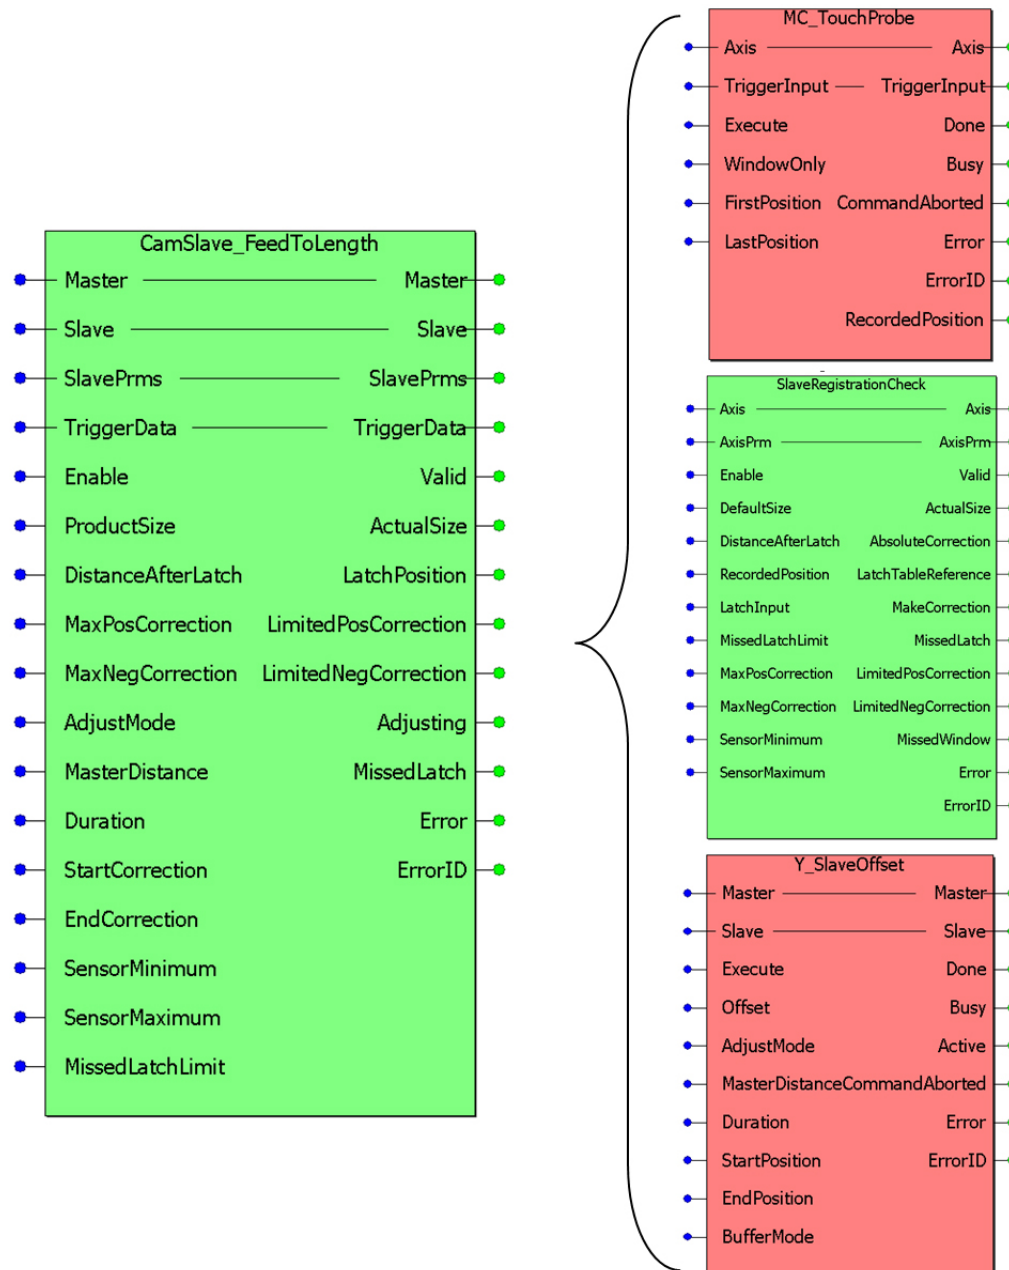 CamSlave_FeedToLength
Master Master
Slave Slave
SlavePrms SlavePrms
TriggerData TriggerData
Enable Valid
ProductSize ActualSize
DistanceAfterLatch LatchPosition
MaxPosCorrection LimitedPosCorrection
MaxNegCorrection LimitedNegCorrection
AdjustMode Adjusting
MasterDistance MissedLatch
Duration Error
StartCorrection ErrorID
EndCorrection
SensorMinimum
SensorMaximum
MissedLatchLimit
MC_TouchProbe
Axis Axis
TriggerInput TriggerInput
Execute Done
WindowOnly Busy
FirstPosition CommandAborted
LastPosition Error
ErrorID
RecordedPosition
SlaveRegistrationCheck
Axis Axis
AxisPrm AxisPrm
Enable Valid
DefaultSize ActualSize
DistanceAfterLatch AbsoluteCorrection
RecordedPosition LatchTableReference
LatchInput MakeCorrection
MissedLatchLimit MissedLatch
MaxPosCorrection LimitedPosCorrection
MaxNegCorrection LimitedNegCorrection
SensorMinimum MissedWindow
SensorMaximum Error
ErrorID
Y_SlaveOffset
Master Master
Slave Slave
Execute Done
Offset Busy
AdjustMode Active
MasterDistance CommandAborted
Duration Error
StartPosition ErrorID
EndPosition
BufferMode